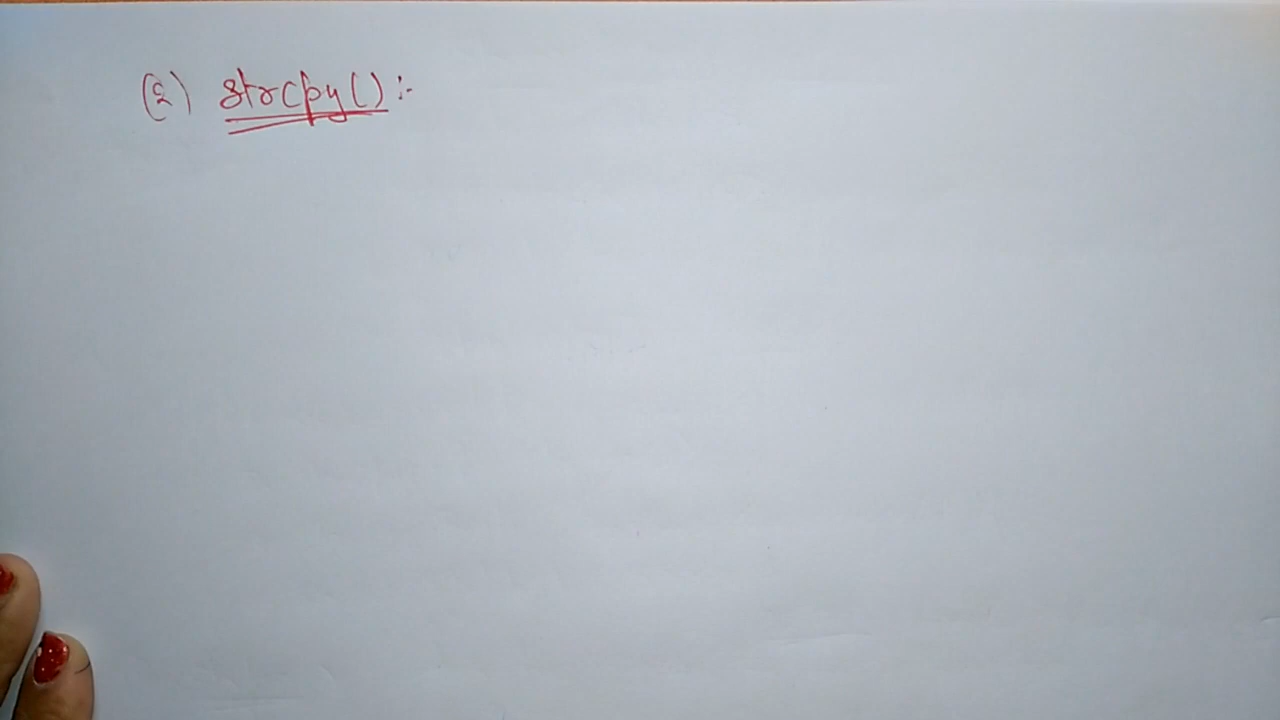 (2) strcpy() :-